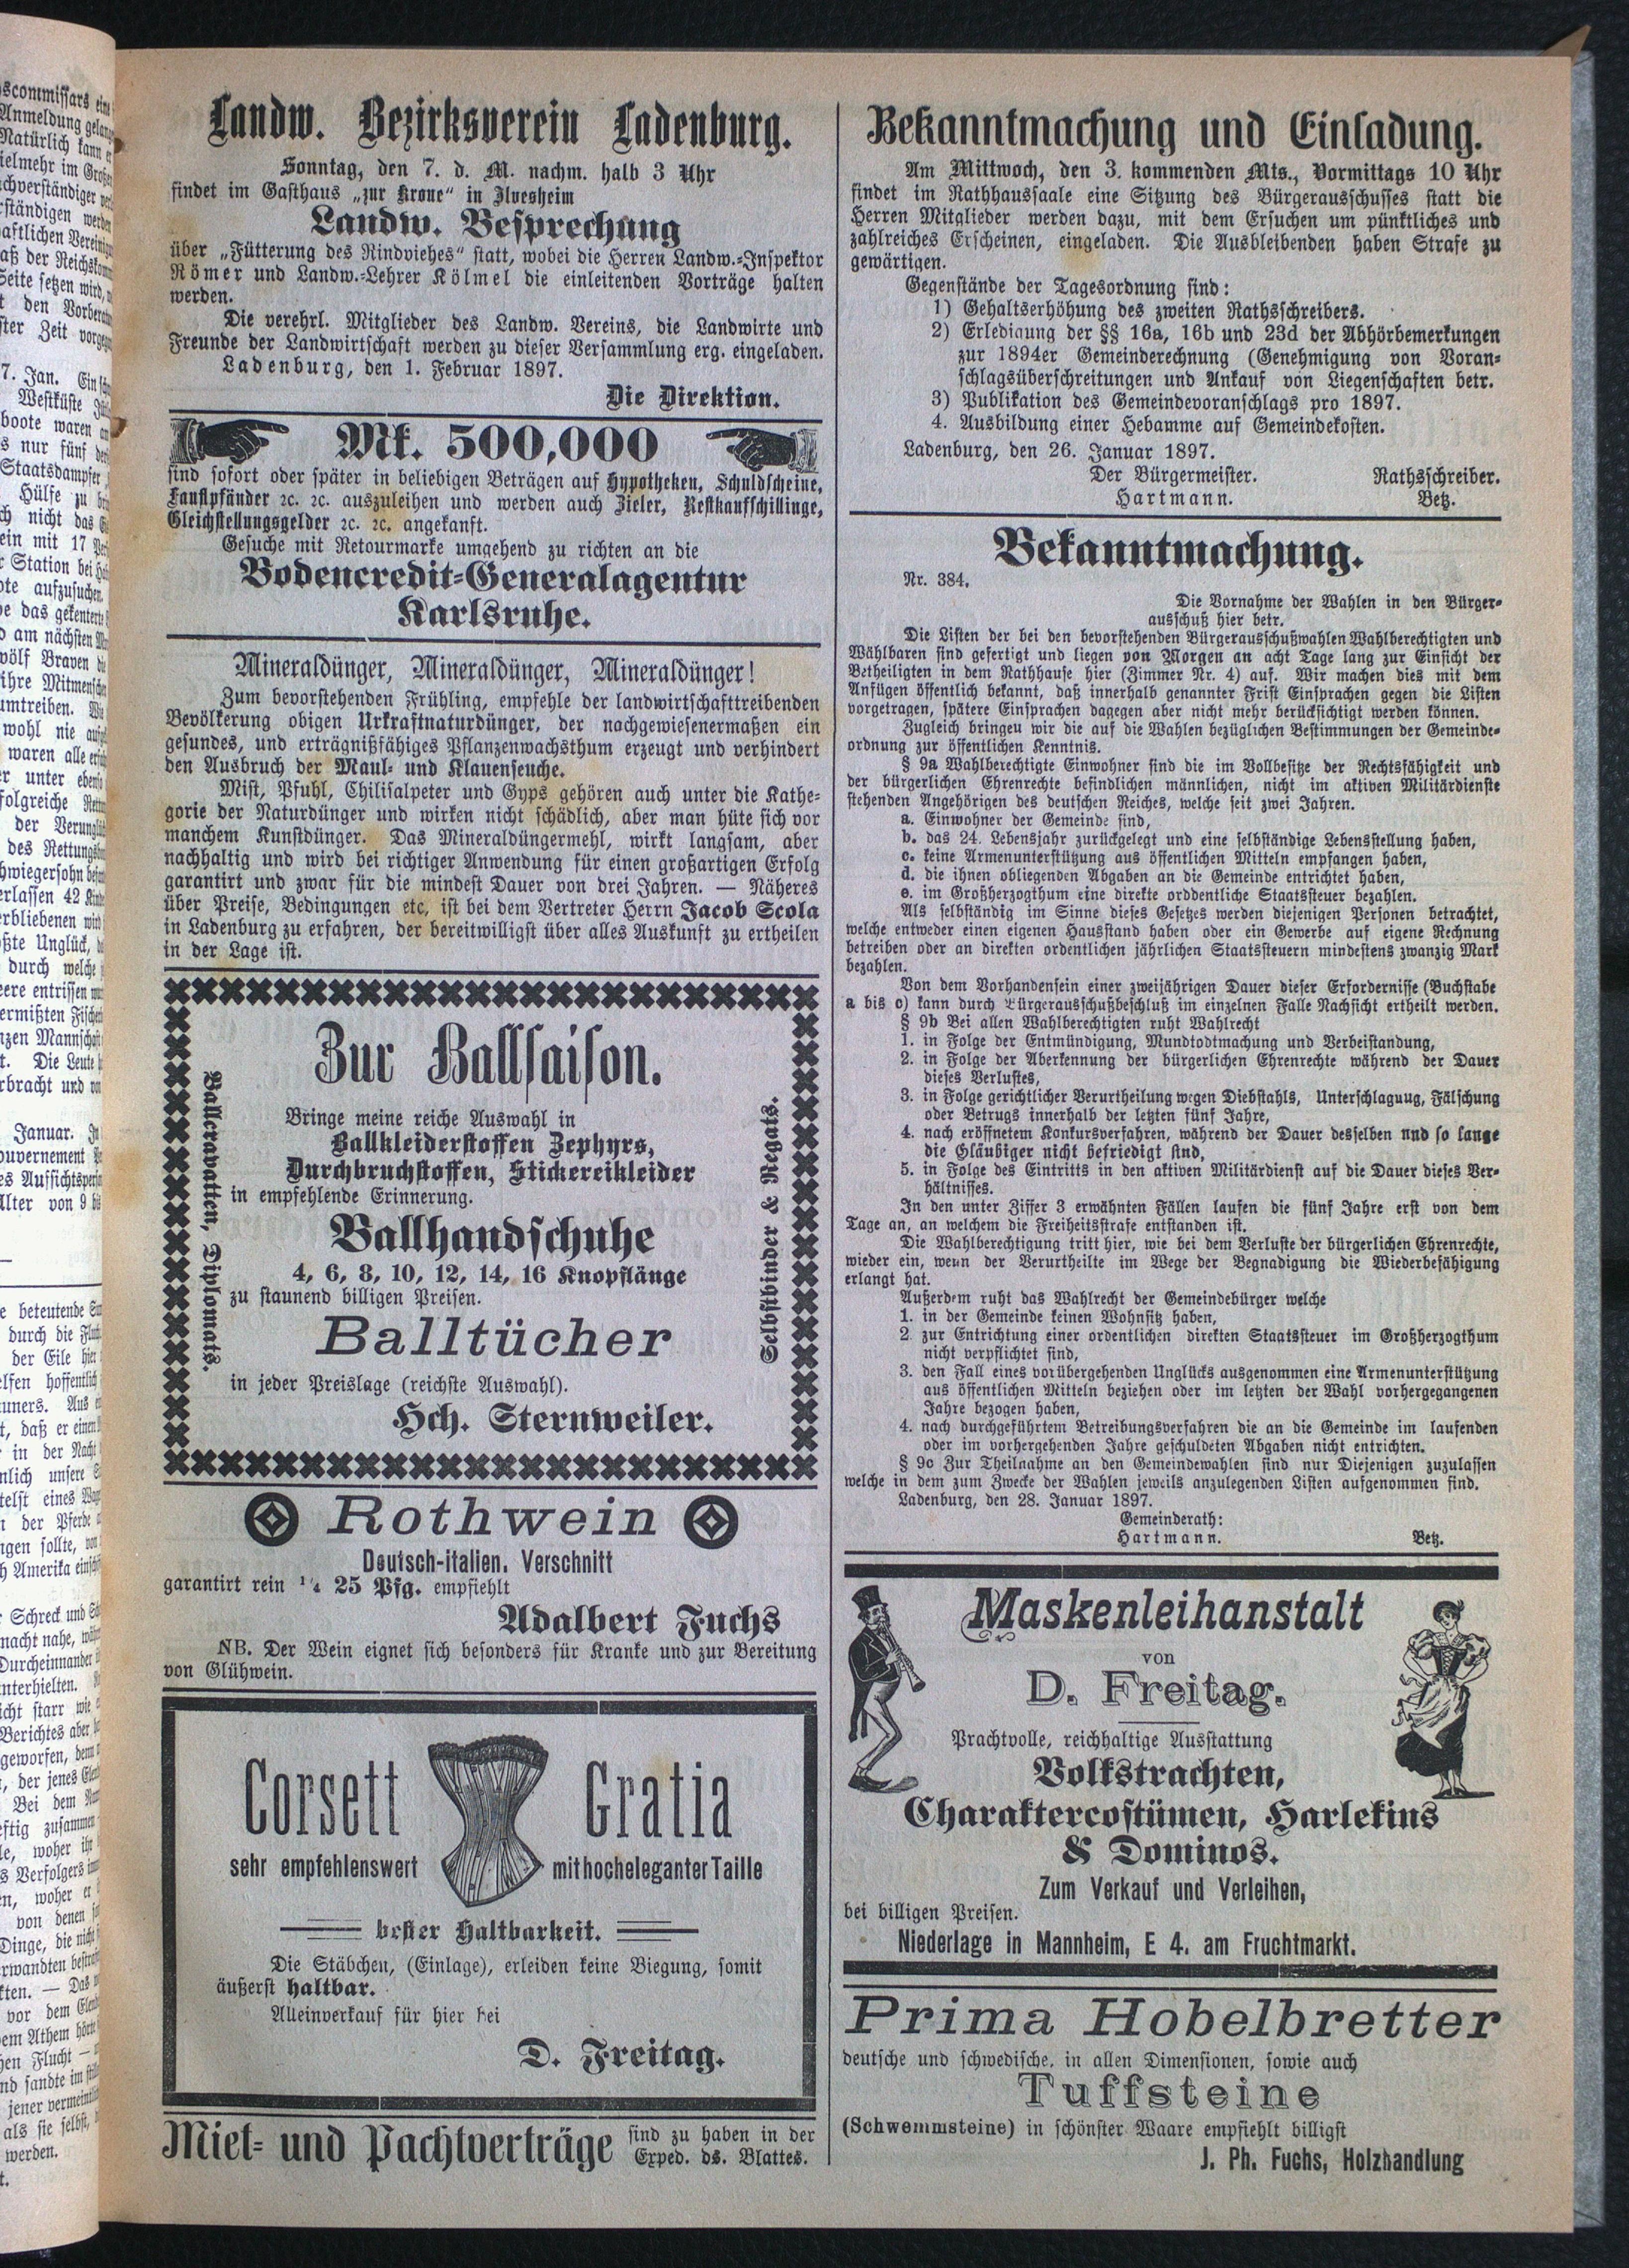 Landw. Bezirksverein Ladenburg.
Sonntag, den 7. d. M. nachm. halb 3 Uhr
findet im Gasthaus „zur Krone“ in Ilvesheim
Landw. Besprechung
über „Fütterung des Rindviehes“ statt, wobei die Herren Landw.-Inspektor
Römer und Landw.-Lehrer Kölmel die einleitenden Vorträge halten
werden.
Die verehrl. Mitglieder des Landw. Vereins, die Landwirte und
Freunde der Landwirtschaft werden zu dieser Versammlung erg. eingeladen.
Ladenburg, den 1. Februar 1897.
Die Direktion.
Mk. 500,000
sind sofort oder später in beliebigen Beträgen auf Hypotheken, Schuldscheine,
Faustpfänder ꝛc. ꝛc. auszuleihen und werden auch Zieler, Restkaufschillinge,
Gleichstellungsgelder ꝛc. ꝛc. angekauft.
Gesuche mit Retourmarke umgehend zu richten an die
Bodencredit-Generalagentur
Karlsruhe.
Mineraldünger, Mineraldünger, Mineraldünger!
Zum bevorstehenden Frühling, empfehle der landwirtschafttreibenden
Bevölkerung obigen Urkraftnaturdünger, der nachgewiesenermaßen ein
gesundes, und erträgnißfähiges Pflanzenwachsthum erzeugt und verhindert
den Ausbruch der Maul- und Klauenseuche.
Mist, Pfuhl, Chilisalpeter und Gyps gehören auch unter die Kathe-
gorie der Naturdünger und wirken nicht schädlich, aber man hüte sich vor
manchem Kunstdünger. Das Mineraldüngermehl, wirkt langsam, aber
nachhaltig und wird bei richtiger Anwendung für einen großartigen Erfolg
garantirt und zwar für die mindest Dauer von drei Jahren. — Näheres
über Preise, Bedingungen etc. ist bei dem Vertreter Herrn Jacob Scola
in Ladenburg zu erfahren, der bereitwilligst über alles Auskunft zu ertheilen
in der Lage ist.
Ballcravatten, Diplomats.
Zur Ballsaison.
Bringe meine reiche Auswahl in
Ballkleiderstoffen Zephyrs,
Durchbruchstoffen, Stickereikleider
in empfehlende Erinnerung.
Ballhandschuhe
4, 6, 8, 10, 12, 14, 16 Knopflänge
zu staunend billigen Preisen.
Balltücher
in jeder Preislage (reichste Auswahl).
Hch. Sternweiler.
Selbstbinder & Regats.
Rothwein
Deutsch-italien. Verschnitt
garantirt rein ¼ 25 Pfg. empfiehlt
Adalbert Fuchs
NB. Der Wein eignet sich besonders für Kranke und zur Bereitung
von Glühwein.
Corsett Gratia
sehr empfehlenswert mit hocheleganter Taille
bester Haltbarkeit.
Die Stäbchen, (Einlage), erleiden keine Biegung, somit
äußerst haltbar.
Alleinverkauf für hier bei
D. Freitag.
Miet- und Pachtverträge sind zu haben in der
Exped. ds. Blattes.
Bekanntmachung und Einladung.
Am Mittwoch, den 3. kommenden Mts., Vormittags 10 Uhr
findet im Rathhaussaale eine Sitzung des Bürgerausschusses statt die
Herren Mitglieder werden dazu, mit dem Ersuchen um pünktliches und
zahlreiches Erscheinen, eingeladen. Die Ausbleibenden haben Strafe zu
gewärtigen.
Gegenstände der Tagesordnung sind:
1) Gehaltserhöhung des zweiten Rathsschreibers.
2) Erledigung der §§ 16a, 16b und 23d der Abhörbemerkungen
zur 1894er Gemeinderechnung (Genehmigung von Voran-
schlagsüberschreitungen und Ankauf von Liegenschaften betr.
3) Publikation des Gemeindevoranschlags pro 1897.
4. Ausbildung einer Hebamme auf Gemeindekosten.
Ladenburg, den 26. Januar 1897.
Der Bürgermeister. Rathsschreiber.
Hartmann. Betz.
Bekanntmachung.
Nr. 384.
Die Vornahme der Wahlen in den Bürger-
ausschuß hier betr.
Die Listen der bei den bevorstehenden Bürgerausschußwahlen Wahlberechtigten und
Wählbaren sind gefertigt und liegen von Morgen an acht Tage lang zur Einsicht der
Betheiligten in dem Rathhause hier (Zimmer Nr. 4) auf. Wir machen dies mit dem
Anfügen öffentlich bekannt, daß innerhalb genannter Frist Einsprachen gegen die Listen
vorgetragen, spätere Einsprachen dagegen aber nicht mehr berücksichtigt werden können.
Zugleich bringeu wir die auf die Wahlen bezüglichen Bestimmungen der Gemeinde-
ordnung zur öffentlichen Kenntnis.
§ 9a Wahlberechtigte Einwohner sind die im Vollbesitze der Rechtsfähigkeit und
der bürgerlichen Ehrenrechte befindlichen männlichen, nicht im aktiven Militärdienste
stehenden Angehörigen des deutschen Reiches, welche seit zwei Jahren.
a. Einwohner der Gemeinde sind,
b. das 24. Lebensjahr zurückgelegt und eine selbständige Lebensstellung haben,
c. keine Armenunterstützung aus öffentlichen Mitteln empfangen haben,
d. die ihnen obliegenden Abgaben an die Gemeinde entrichtet haben,
e. im Großherzogthum eine direkte orddentliche Staatssteuer bezahlen.
Als selbständig im Sinne dieses Gesetzes werden diejenigen Personen betrachtet,
welche entweder einen eigenen Hausstand haben oder ein Gewerbe auf eigene Rechnung
betreiben oder an direkten ordentlichen jährlichen Staatssteuern mindestens zwanzig Mark
bezahlen.
Von dem Vorhandensein einer zweijährigen Dauer dieser Erfordernisse (Buchstabe
a bis e) kann durch Bürgerausschußbeschluß im einzelnen Falle Nachsicht ertheilt werden.
§ 9b Bei allen Wahlberechtigten ruht Wahlrecht
1. in Folge der Entmündigung, Mundtodtmachung und Verbeistandung,
2. in Folge der Aberkennung der bürgerlichen Ehrenrechte während der Dauer
dieses Verlustes,
3. in Folge gerichtlicher Verurtheilung wegen Diebstahls, Unterschlaguug, Fälschung
oder Betrugs innerhalb der letzten fünf Jahre,
4. nach eröffnetem Konkursverfahren, während der Dauer desselben und so lange
die Gläubiger nicht befriedigt sind,
5. in Folge des Eintritts in den aktiven Militärdienst auf die Dauer dieses Ver-
hältnisses.
In den unter Ziffer 3 erwähnten Fällen laufen die fünf Jahre erst von dem
Tage an, an welchem die Freiheitsstrafe entstanden ist.
Die Wahlberechtigung tritt hier, wie bei dem Verluste der bürgerlichen Ehrenrechte,
wieder ein, weun der Verurtheilte im Wege der Begnadigung die Wiederbefähigung
erlangt hat.
Außerdem ruht das Wahlrecht der Gemeindebürger welche
1. in der Gemeinde keinen Wohnsitz haben,
2. zur Entrichtung einer ordentlichen direkten Staatssteuer im Großherzogthum
nicht verpflichtet sind,
3. den Fall eines vorübergehenden Unglücks ausgenommen eine Armenunterstützung
aus öffentlichen Mitteln beziehen oder im letzten der Wahl vorhergegangenen
Jahre bezogen haben,
4. nach durchgeführtem Betreibungsverfahren die an die Gemeinde im laufenden
oder im vorhergehenden Jahre geschuldeten Abgaben nicht entrichten.
§ 9c Zur Theilnahme an den Gemeindewahlen sind nur Diejenigen zuzulassen
welche in dem zum Zwecke der Wahlen jeweils anzulegenden Listen aufgenommen sind.
Ladenburg, den 28. Januar 1897.
Gemeinderath:
Hartmann. Betz.
Maskenleihanstalt
von
D. Freitag.
Prachtvolle, reichhaltige Ausstattung
Volkstrachten,
Charaktercostümen, Harlekins
& Dominos.
Zum Verkauf und Verleihen,
bei billigen Preisen.
Niederlage in Mannheim, E 4. am Fruchtmarkt.
Prima Hobelbretter
deutsche und schwedische, in allen Dimensionen, sowie auch
Tuffsteine
(Schwemmsteine) in schönster Waare empfiehlt billigst
J. Ph. Fuchs, Holzhandlung